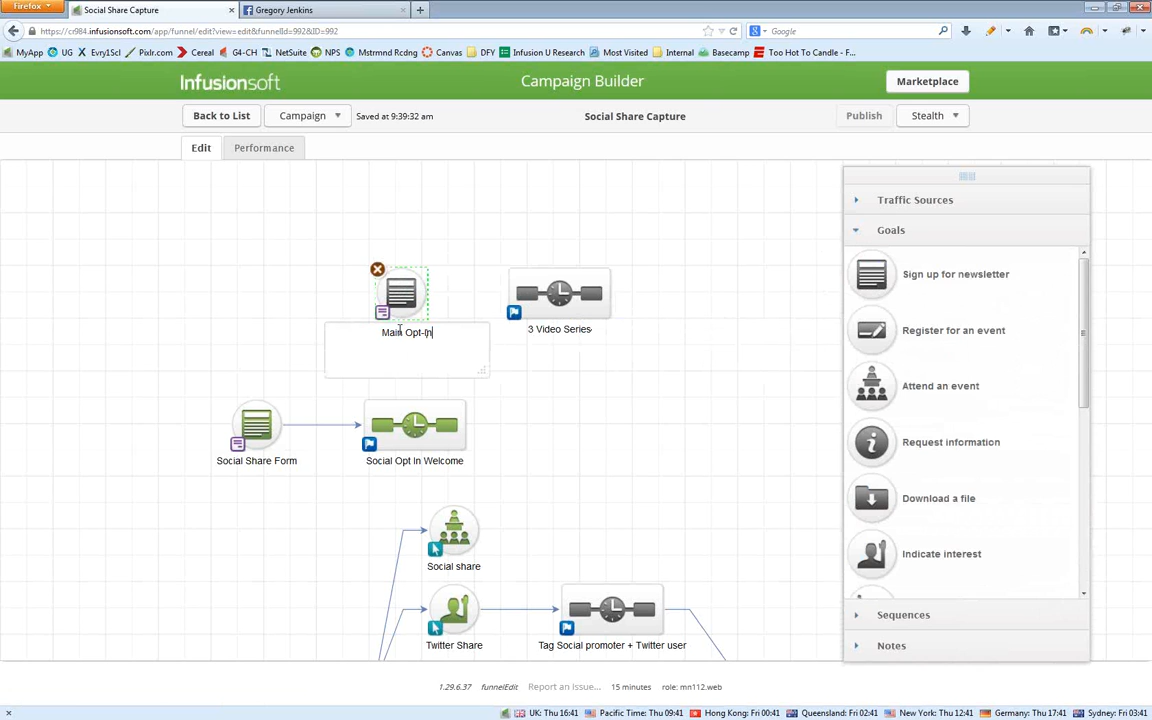 Firefox
Social Share Capture
Gregory Jenkins
https://cr984.infusionsoft.com/app/funnel/edit?view=edit&funnelId=992&ID=992
Google
MyApp UG Evry1Scl Pixlr.com Cereal G4-CH NetSuite NPS Mstrmnd Rcdng Canvas DFY Infusion U Research Most Visited Internal Basecamp Too Hot To Candle - F...
Infusionsoft
Campaign Builder
Marketplace
Back to List
Campaign
Saved at 9:39:32 am
Social Share Capture
Publish
Stealth
Edit
Performance
Traffic Sources
Goals
Sign up for newsletter
Register for an event
Attend an event
Request information
Download a file
Indicate interest
Sequences
Notes
Main Opt-In
3 Video Series
Social Share Form
Social Opt In Welcome
Social share
Twitter Share
Tag Social promoter + Twitter user
1.29.6.37 funnelEdit Report an Issue... 15 minutes role: mn112.web
UK: Thu 16:41 Pacific Time: Thu 09:41 Hong Kong: Fri 00:41 Queensland: Fri 02:41 New York: Thu 12:41 Germany: Thu 17:41 Sydney: Fri 03:41